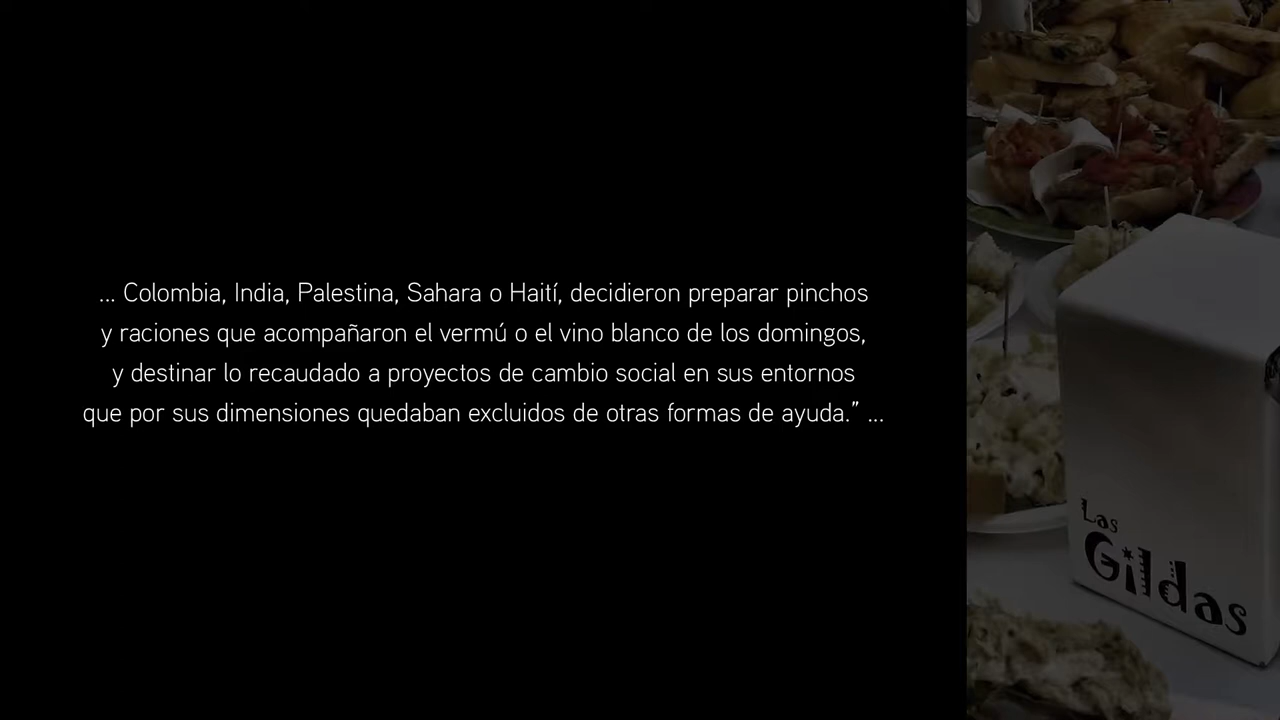 ... Colombia, India, Palestina, Sahara o Haití, decidieron preparar pinchos
y raciones que acompañaron el vermú o el vino blanco de los domingos,
y destinar lo recaudado a proyectos de cambio social en sus entornos
que por sus dimensiones quedaban excluidos de otras formas de ayuda.” ...
Las
Gildas